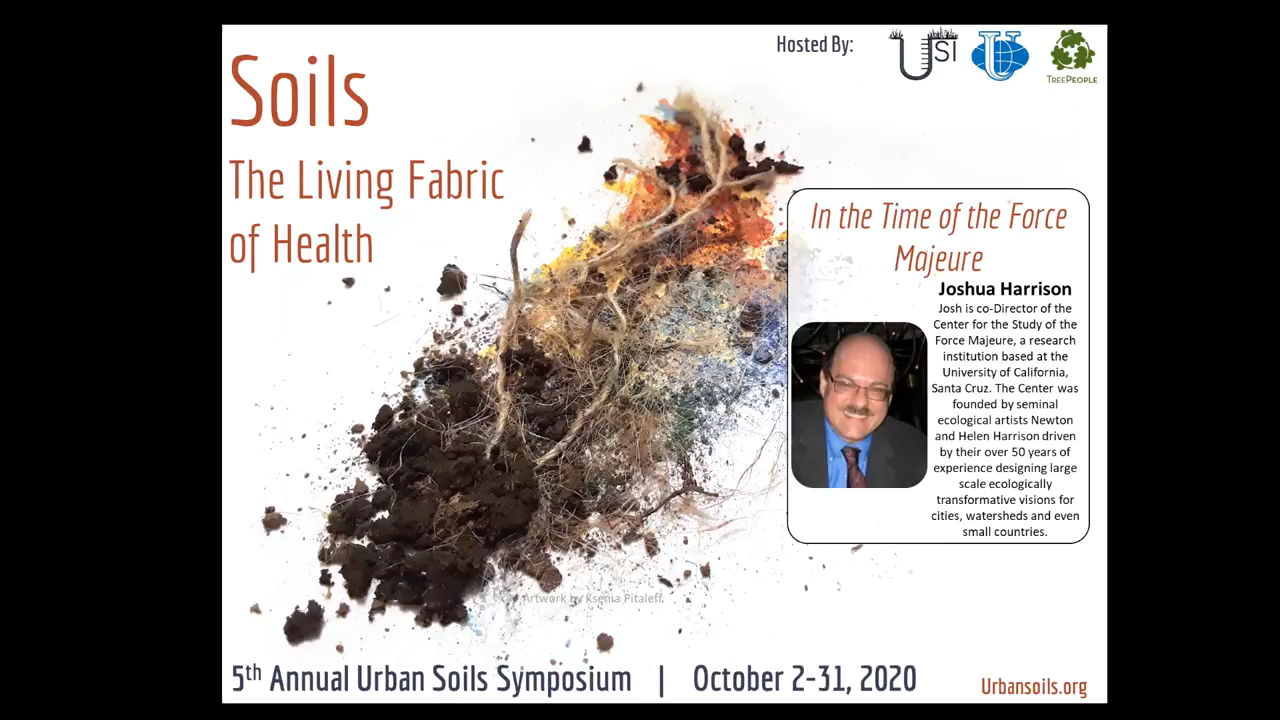 Soils
The Living Fabric
of Health
Hosted By:
USI
U
TREEPEOPLE
In the Time of the Force
Majeure
Joshua Harrison
Josh is co-Director of the
Center for the Study of the
Force Majeure, a research
institution based at the
University of California,
Santa Cruz. The Center was
founded by seminal
ecological artists Newton
and Helen Harrison driven
by their over 50 years of
experience designing large
scale ecologically
transformative visions for
cities, watersheds and even
small countries.
Artwork by Ksenia Pitaleff.
5th Annual Urban Soils Symposium | October 2-31, 2020
Urbansoils.org